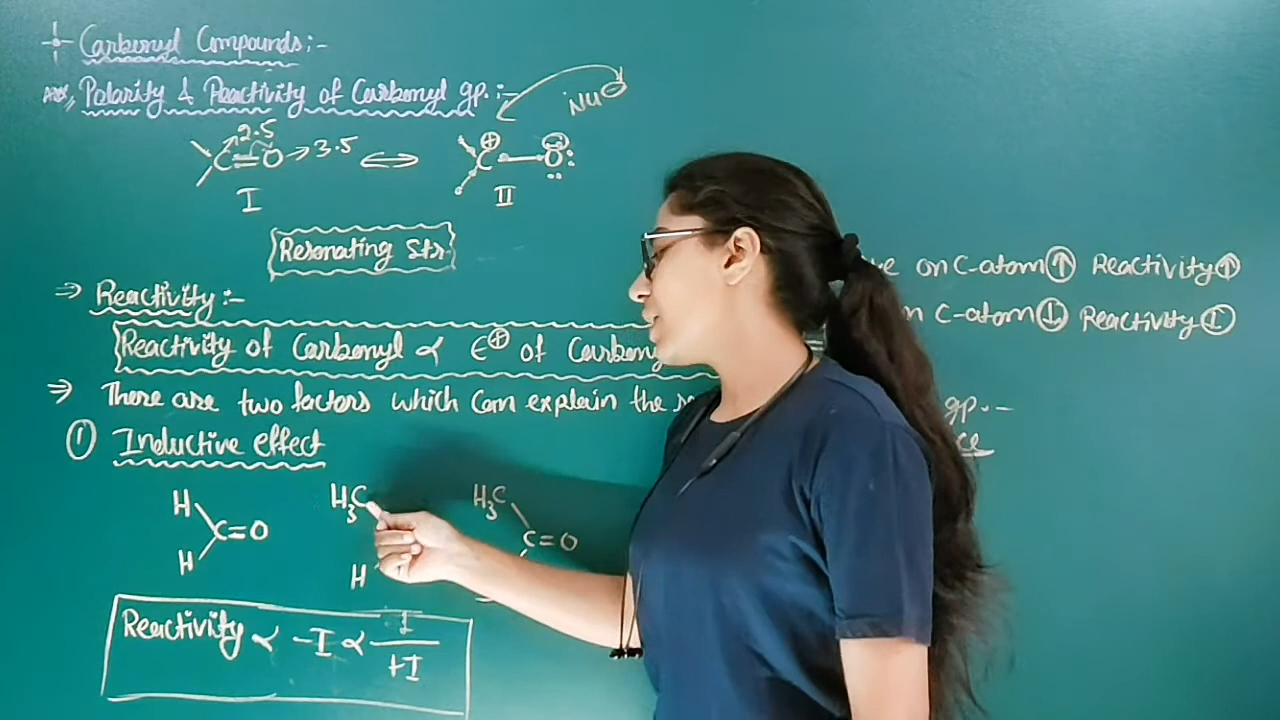 Carbonyl Compounds:-
Polarity & Reactivity of Carbonyl gp.:-
Nu⊖
2.5
C=O→3.5 ⟺ C⊕—O⊖
I II
Resonating Str.
⇒ Reactivity:-
on C-atom↑ Reactivity↑
C-atom↓ Reactivity↓
Reactivity of Carbonyl ∝ C⊕ of Carbony
⇒ There are two factors which can explain the
gp.-
① Inductive effect
H H3C H3C
C=O C=O
H H
Reactivity ∝ -I ∝ 1/+I